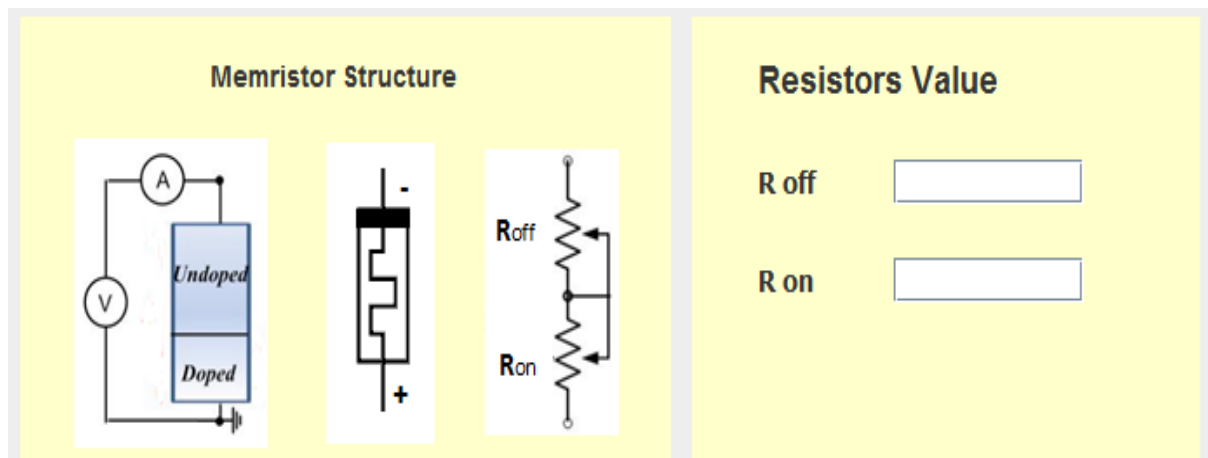 Memristor Structure
A
V
Undoped
Doped
-
+
Roff
Ron
Resistors Value
R off
R on